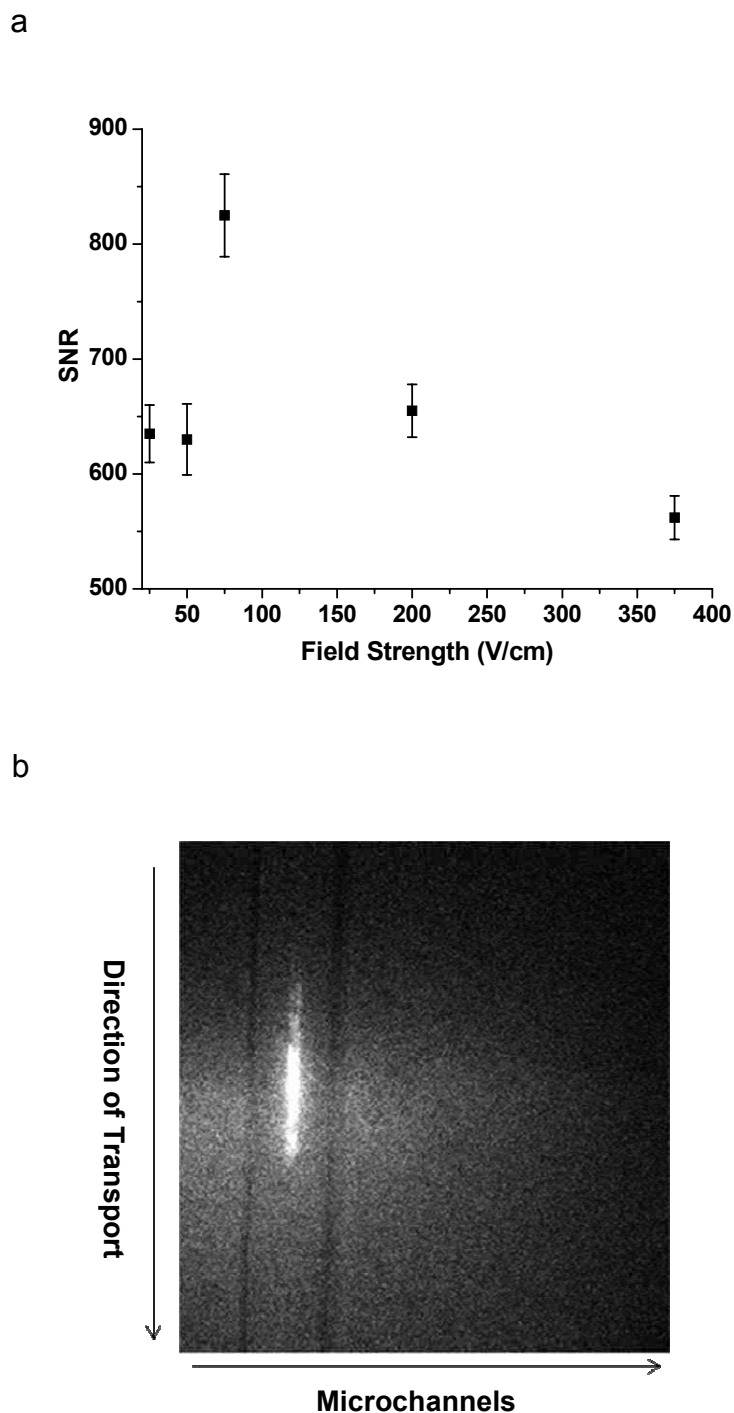 a
900
800
700
600
500
SNR
50 100 150 200 250 300 350 400
Field Strength (V/cm)
b
Direction of Transport
Microchannels